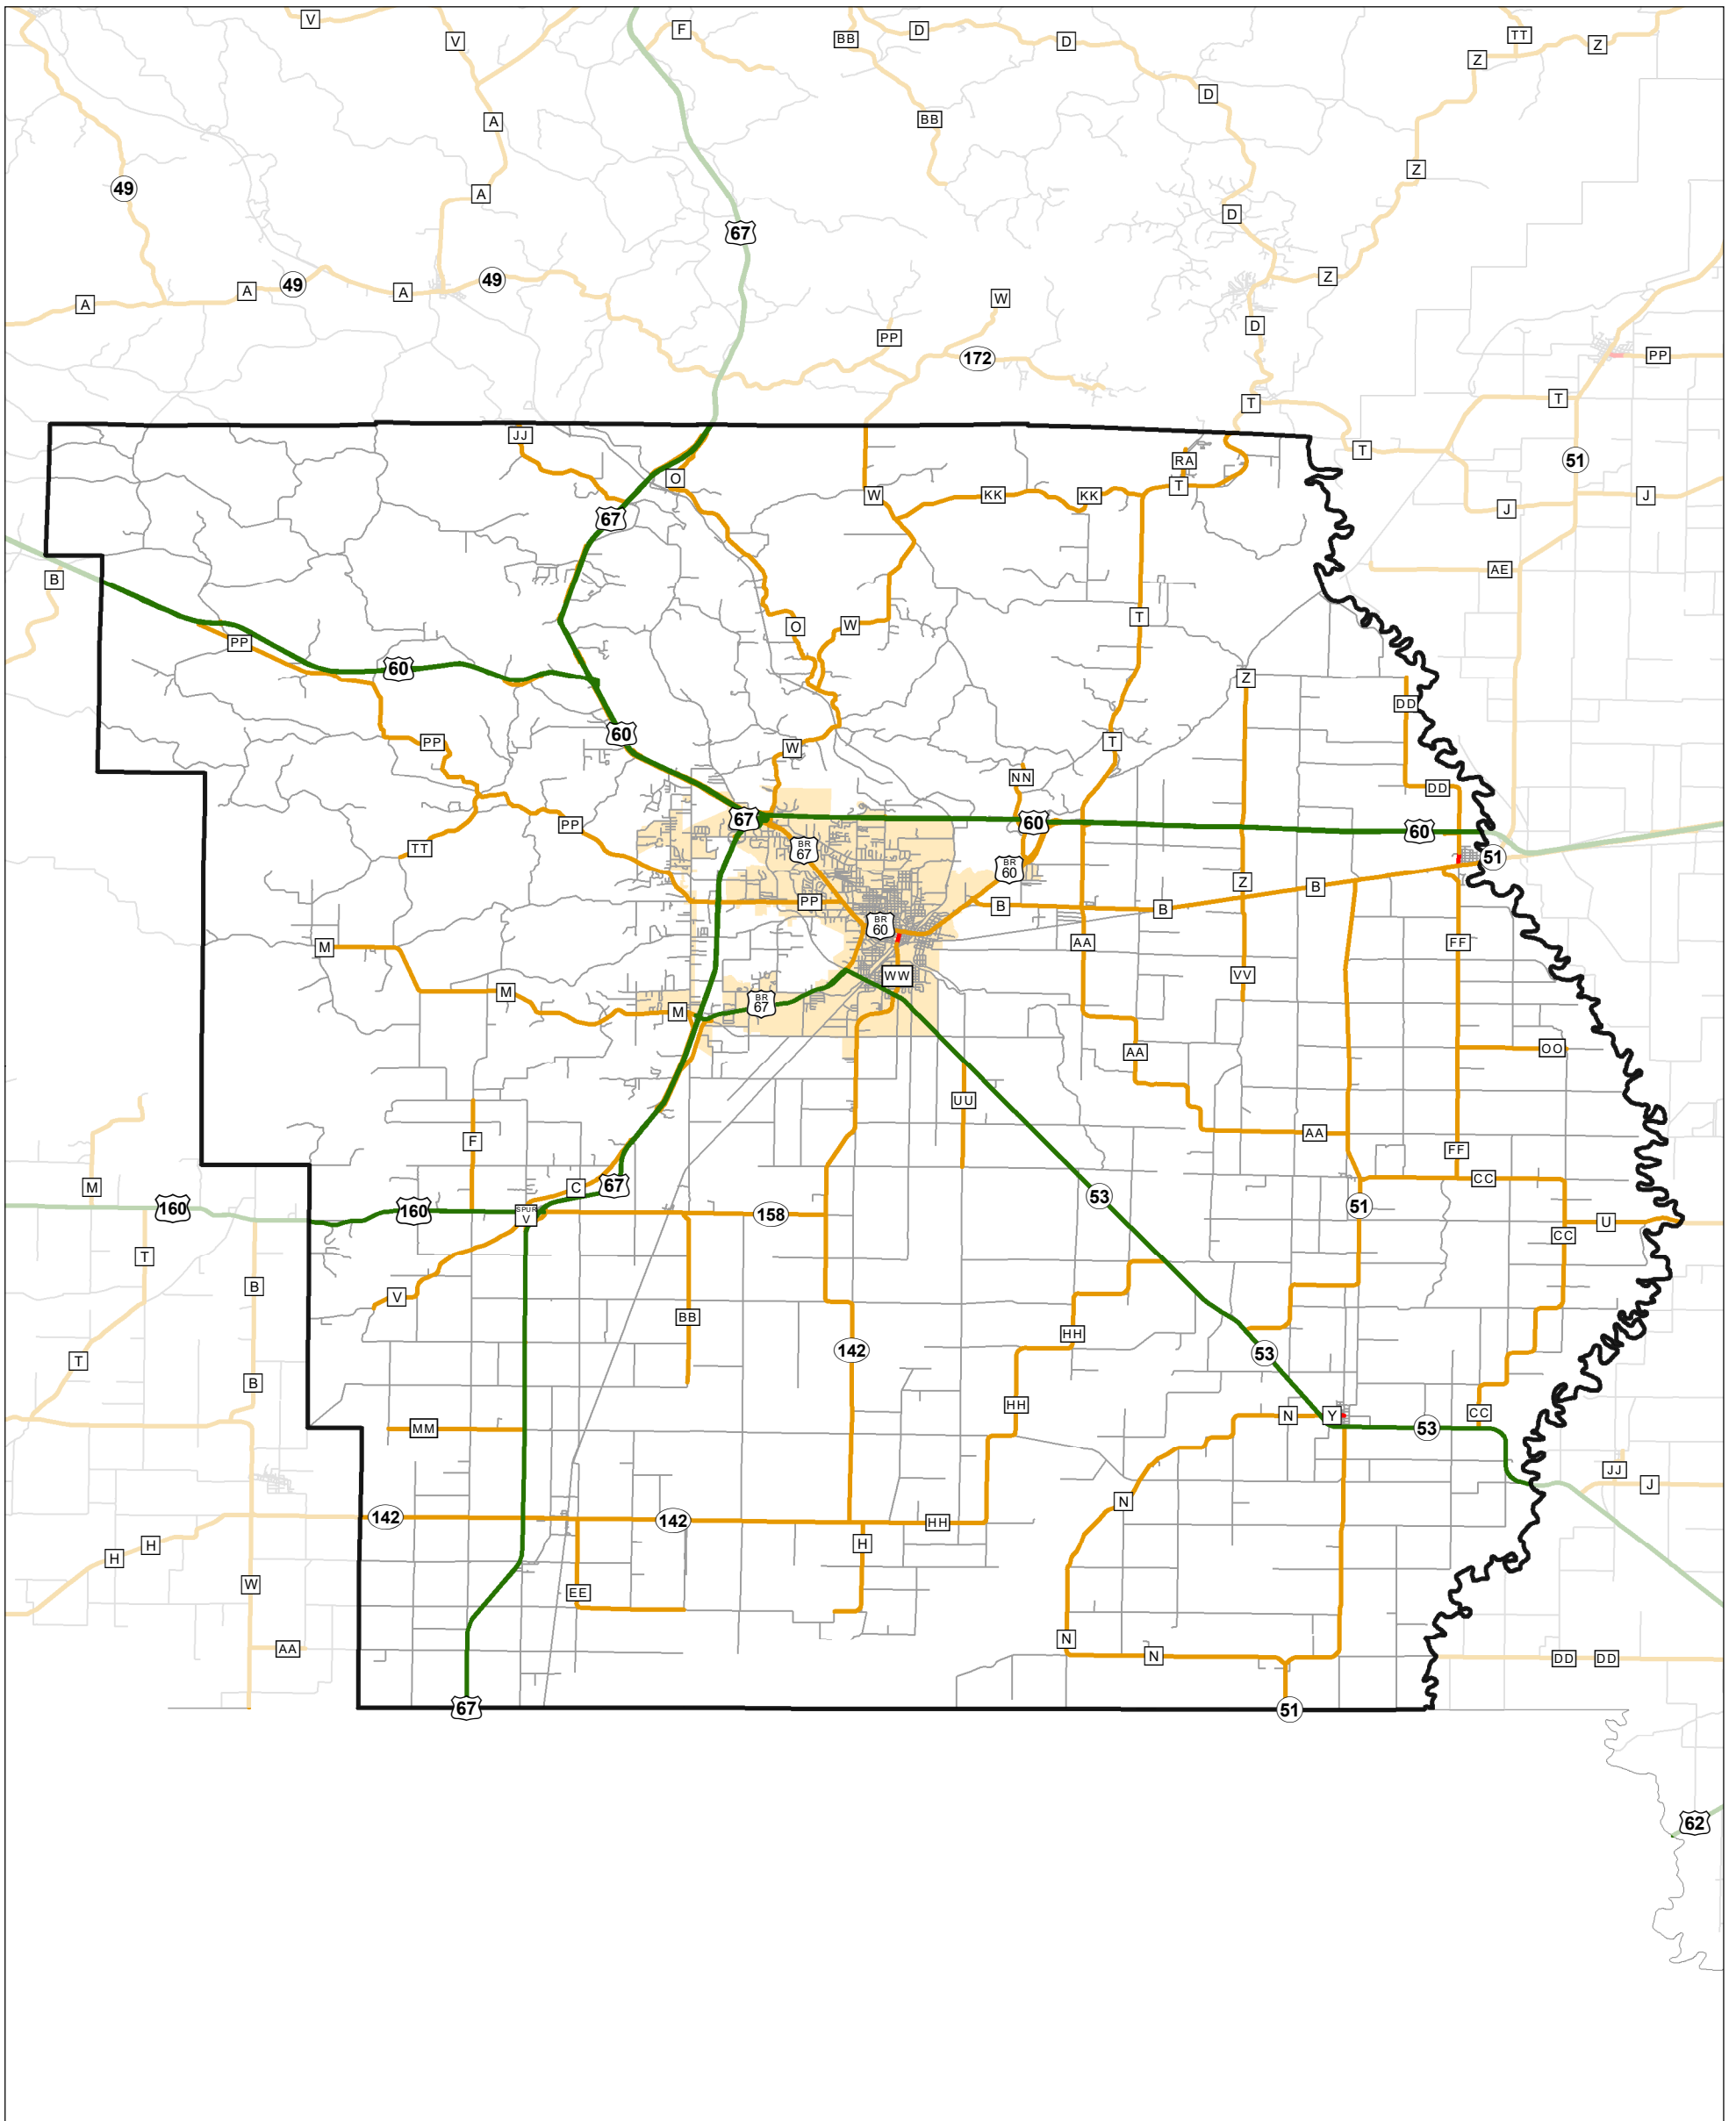 V
F
BB
D
D
TT
Z
V
Z
A
BB
D
Z
49
A
D
67
Z
A
49
A
49
A
W
D
PP
172
PP
T
T
JJ
T
51
RA
O
W
KK
KK
T
J
J
67
B
AE
T
O
W
PP
60
Z
DD
60
PP
T
W
NN
DD
67
60
60
PP
TT
BR
67
51
BR
60
Z
B
PP
B
B
BR
60
M
AA
FF
WW
VV
M
BR
67
M
OO
AA
UU
F
AA
FF
M
C
67
CC
53
160
160
SPUR
V
158
51
U
T
CC
B
V
BB
HH
142
53
T
B
HH
N
Y
CC
MM
53
JJ
J
N
142
142
HH
H
H
H
W
EE
N
AA
N
DD
DD
67
51
62